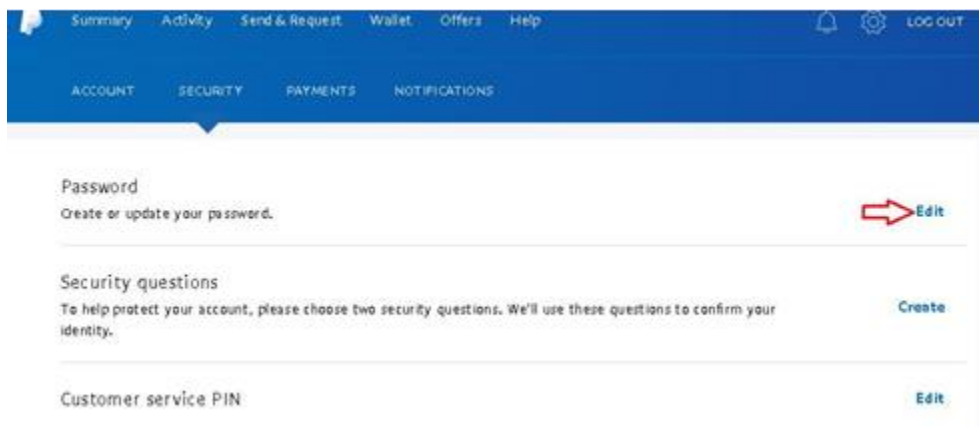 Summary Activity Send & Request Wallet Offers Help LOG OUT
ACCOUNT SECURITY PAYMENTS NOTIFICATIONS
Password
Create or update your password.
Edit
Security questions
To help protect your account, please choose two security questions. We'll use these questions to confirm your
identity.
Create
Customer service PIN
Edit